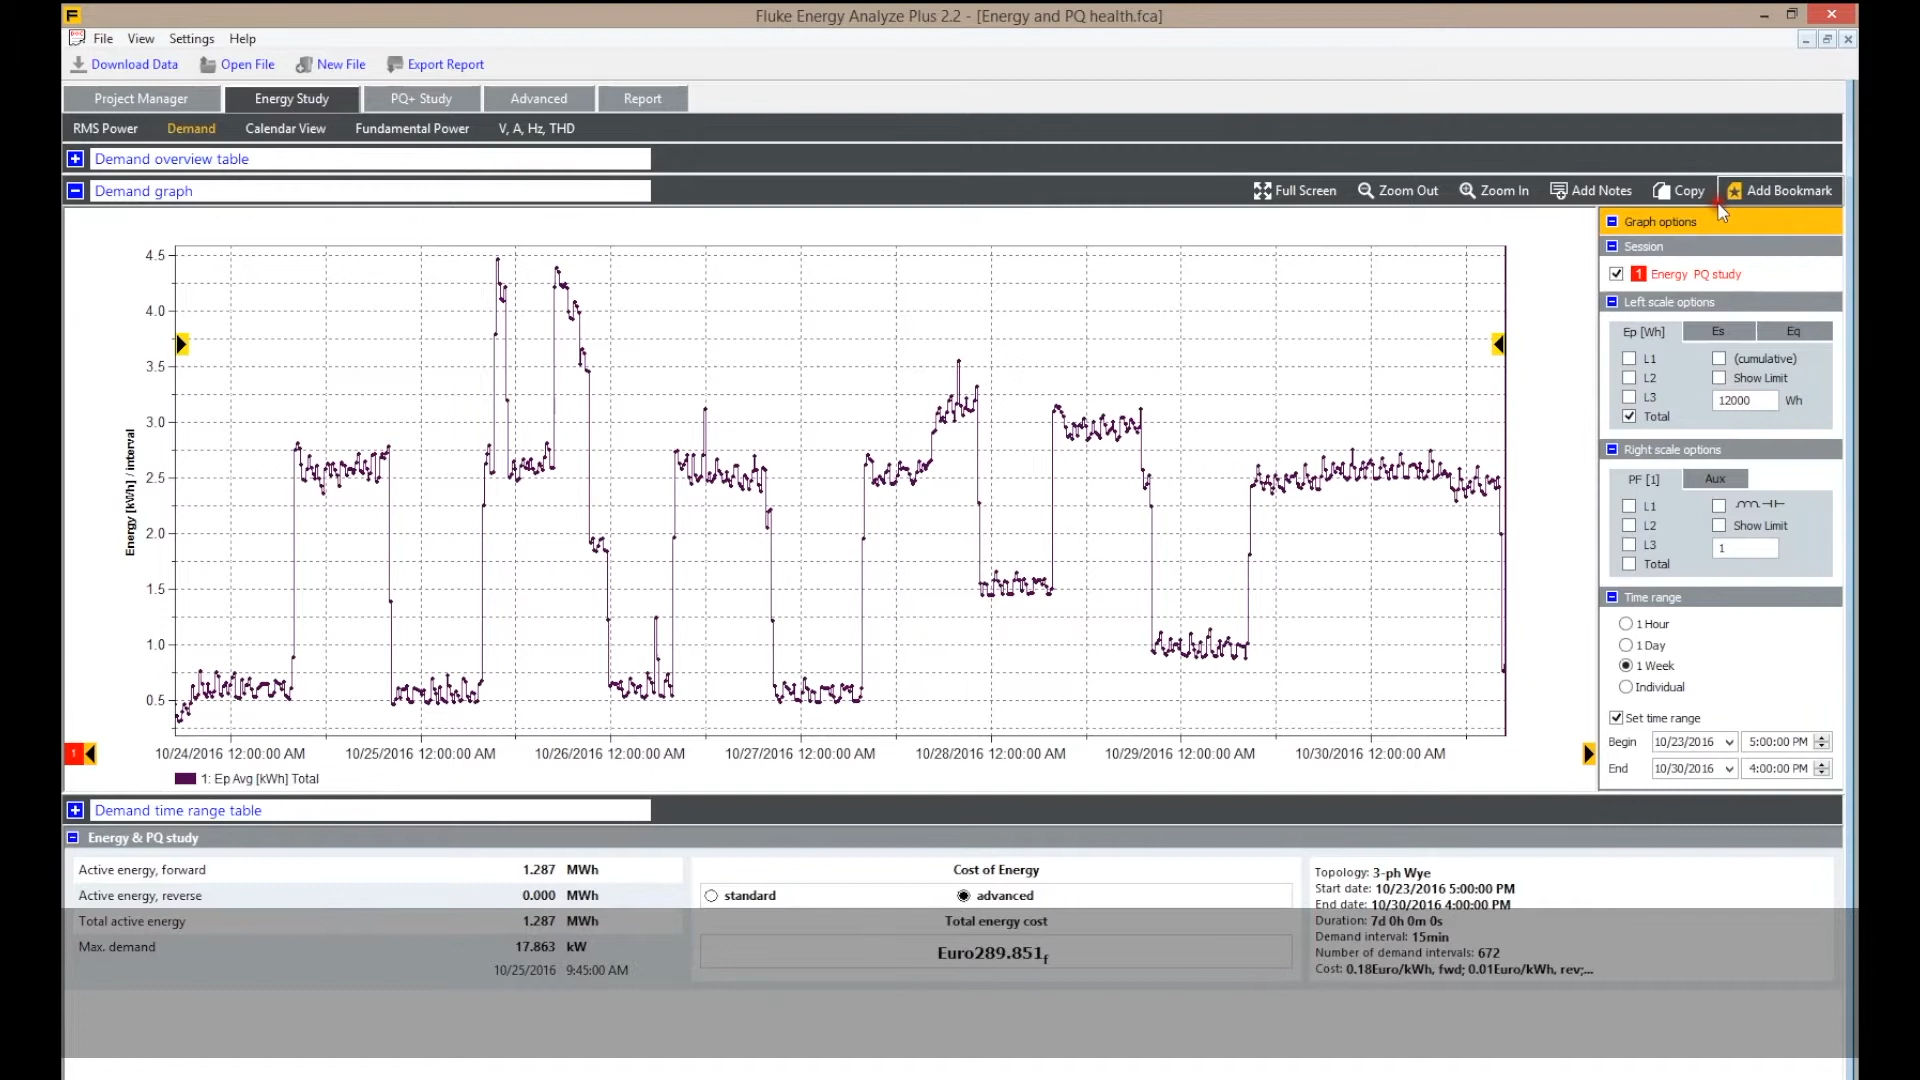 Fluke Energy Analyze Plus 2.2 - [Energy and PQ health.fca]
File View Settings Help
Download Data Open File New File Export Report
Project Manager Energy Study PQ+ Study Advanced Report
RMS Power Demand Calendar View Fundamental Power V, A, Hz, THD
Demand overview table
Demand graph Full Screen Zoom Out Zoom In Add Notes Copy Add Bookmark
Graph options
Session
1 Energy PQ study
Left scale options
Ep [Wh] Es Eq
L1 (cumulative)
L2 Show Limit
L3 12000 Wh
Total
Right scale options
PF [1] Aux
L1
L2 Show Limit
L3 1
Total
Time range
1 Hour
1 Day
1 Week
Individual
Set time range
Begin 10/23/2016 5:00:00 PM
End 10/30/2016 4:00:00 PM
Energy [kWh] / interval
4.5
4.0
3.5
3.0
2.5
2.0
1.5
1.0
0.5
1
10/24/2016 12:00:00 AM 10/25/2016 12:00:00 AM 10/26/2016 12:00:00 AM 10/27/2016 12:00:00 AM 10/28/2016 12:00:00 AM 10/29/2016 12:00:00 AM 10/30/2016 12:00:00 AM
1: Ep Avg [kWh] Total
Demand time range table
Energy & PQ study
Active energy, forward 1.287 MWh
Active energy, reverse 0.000 MWh
Total active energy 1.287 MWh
Max. demand 17.863 kW
10/25/2016 9:45:00 AM
Cost of Energy
standard advanced
Total energy cost
Euro289.851f
Topology: 3-ph Wye
Start date: 10/23/2016 5:00:00 PM
End date: 10/30/2016 4:00:00 PM
Duration: 7d 0h 0m 0s
Demand interval: 15min
Number of demand intervals: 672
Cost: 0.18Euro/kWh, fwd; 0.01Euro/kWh, rev;...